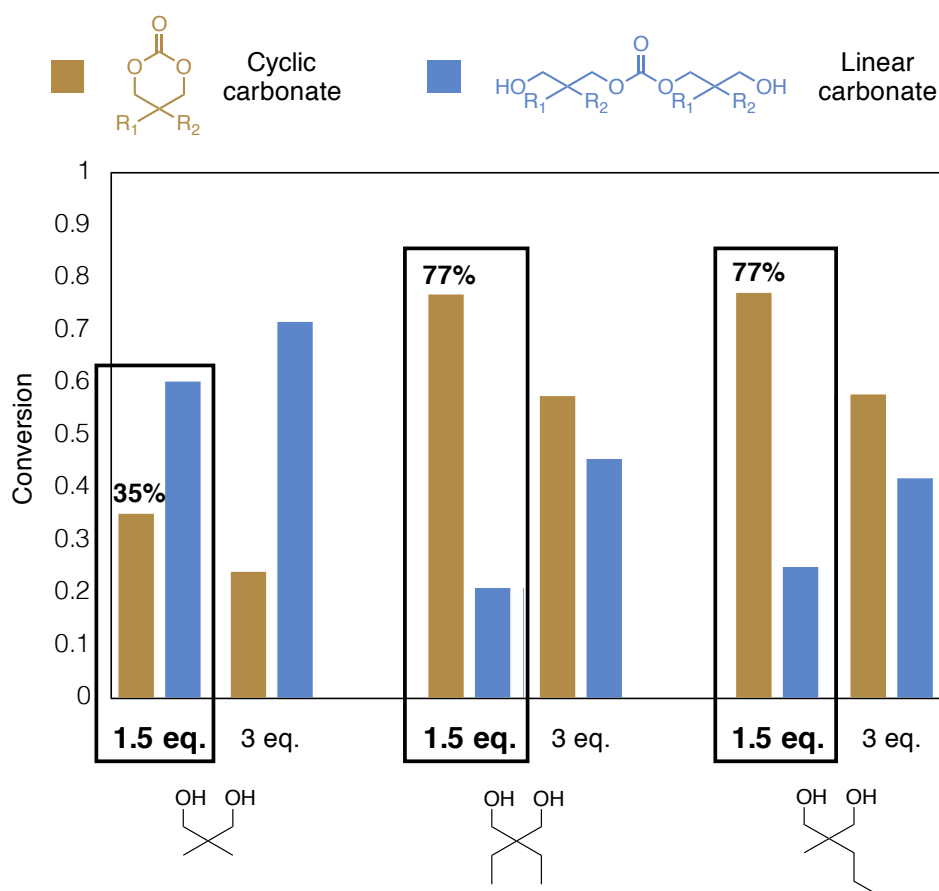 O
O O
R1 R2
Cyclic
carbonate
O
HO O O OH
R1 R2 R1 R2
Linear
carbonate
1
0.9
0.8
0.7
0.6
0.5
0.4
0.3
0.2
0.1
0
Conversion
35%
77%
77%
1.5 eq.
3 eq.
1.5 eq.
3 eq.
1.5 eq.
3 eq.
OH OH
OH OH
OH OH